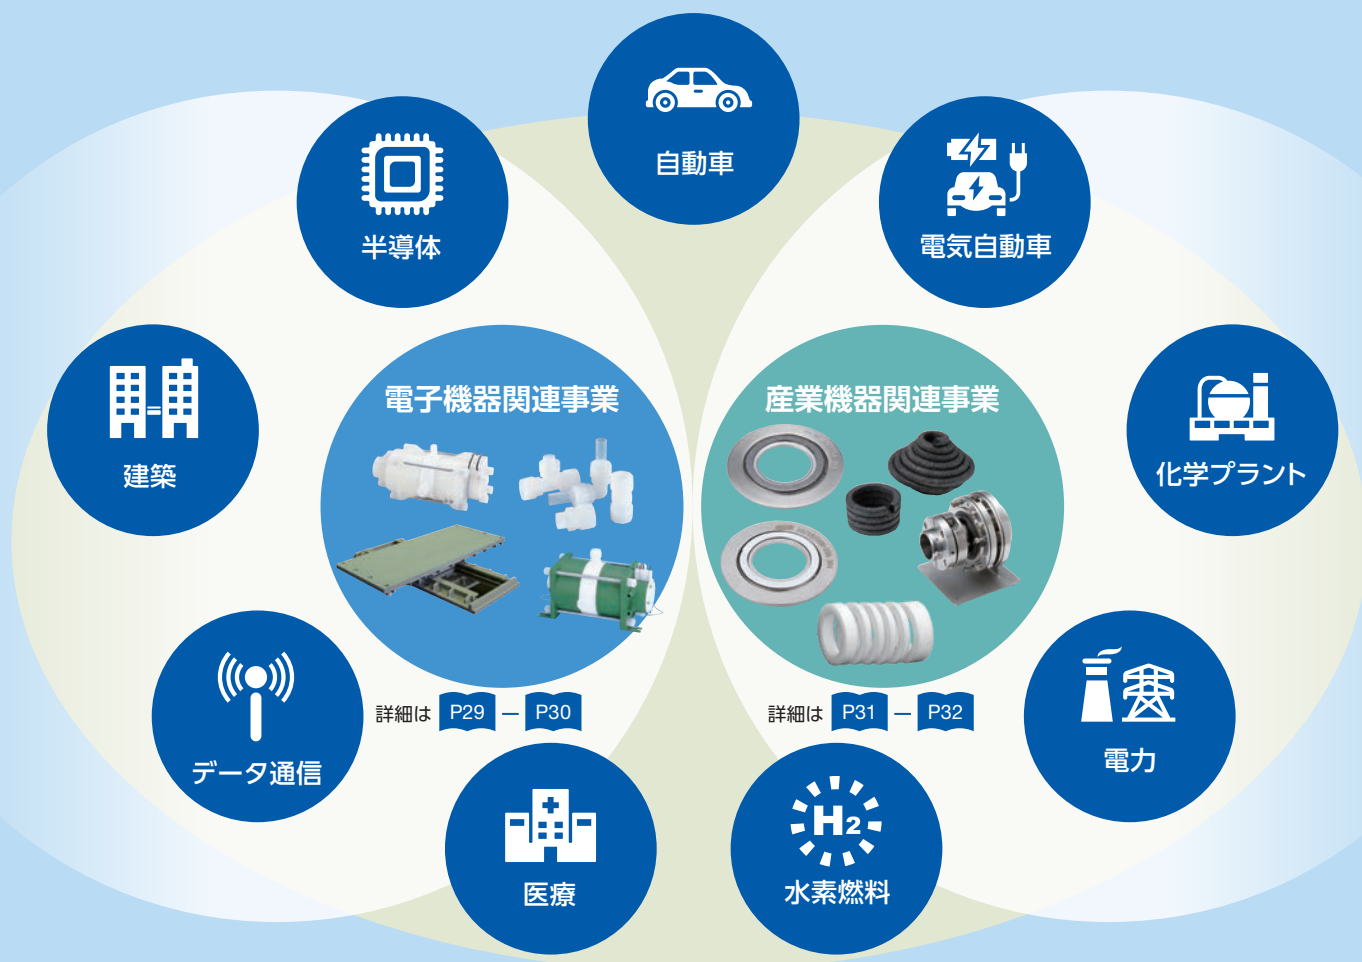 自動車
半導体
電気自動車
建築
電子機器関連事業
産業機器関連事業
化学プラント
データ通信
詳細は P29 － P30
詳細は P31 － P32
電力
医療
H2
水素燃料